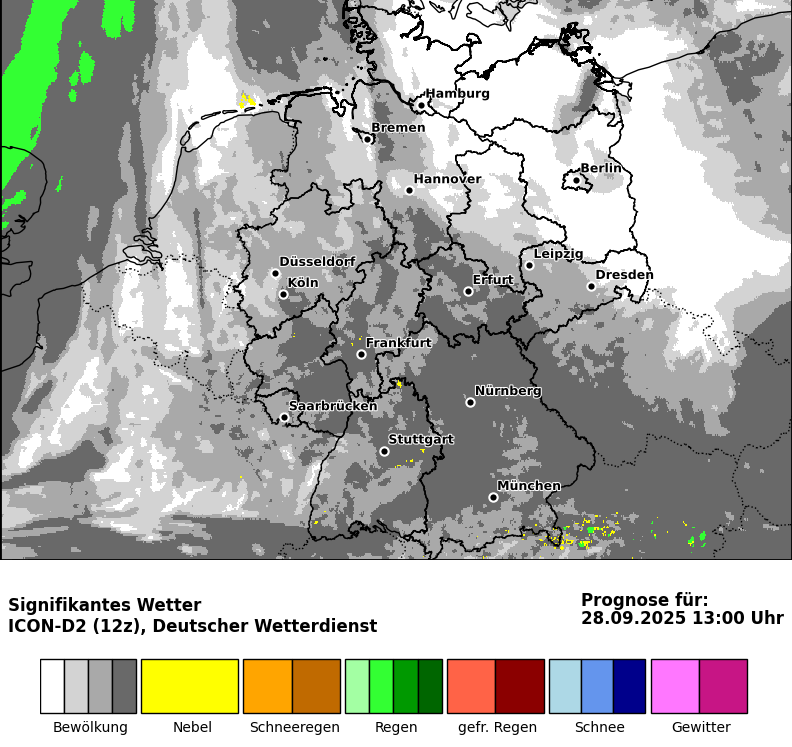 Hamburg
Bremen
Berlin
Hannover
Leipzig
Düsseldorf
Dresden
Köln
Erfurt
Frankfurt
Nürnberg
Saarbrücken
Stuttgart
München
Signifikantes Wetter
ICON-D2 (12z), Deutscher Wetterdienst
Prognose für:
28.09.2025 13:00 Uhr
Bewölkung
Nebel
Schneeregen
Regen
gefr. Regen
Schnee
Gewitter